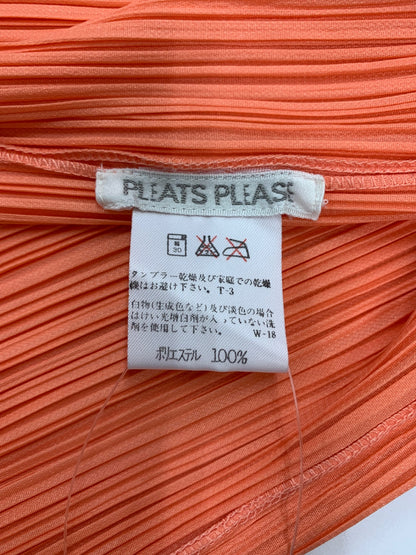 PLEATS PLEASE
弱
30
タンブラー乾燥及び家庭での乾燥
機はお避け下さい。T-3
白物(生成色など)及び淡色の場合
はけい光増白剤が入っていない洗
剤を使用して下さい。 W-18
ポリエステル 100%